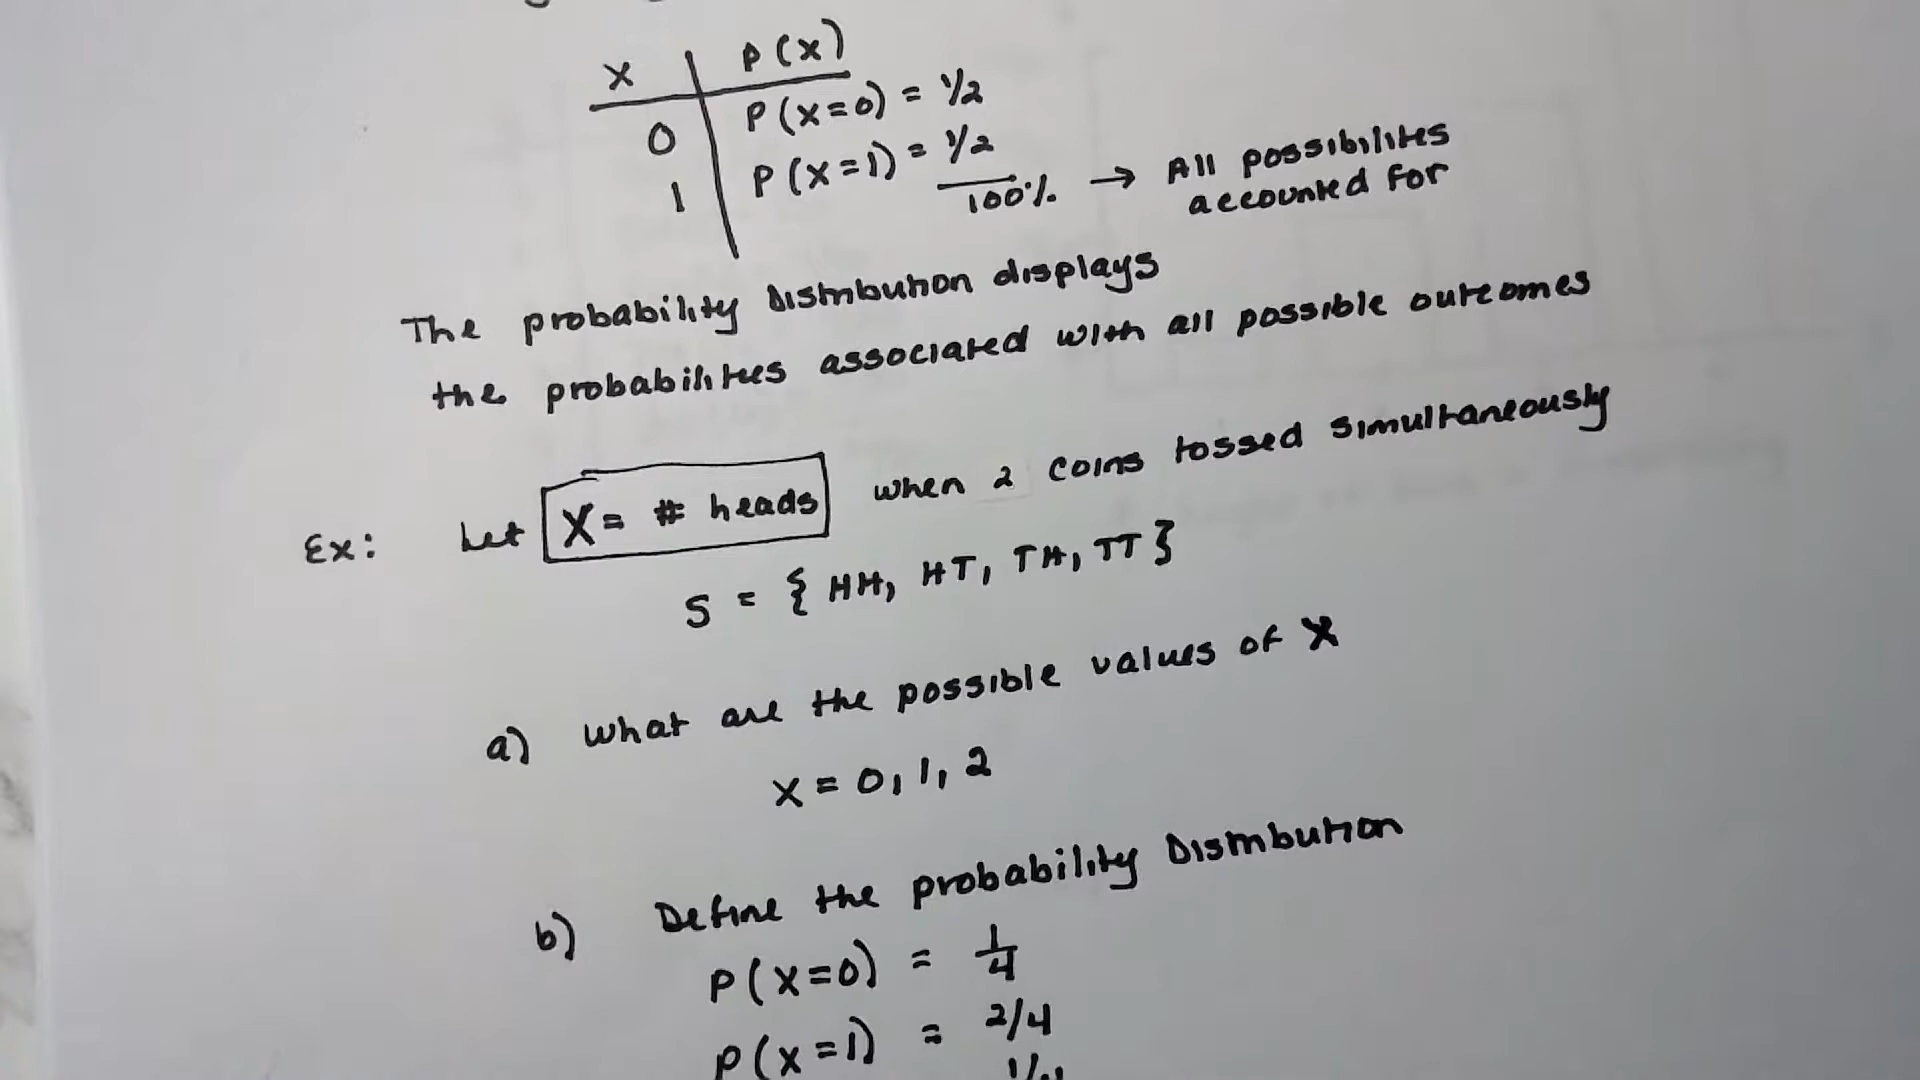 x | P(x)
0 | P(x=0) = 1/2
1 | P(x=1) = 1/2
100% → All possibilites
accounted for
The probability Distribution displays
the probabilities associated with all possible outcomes
Ex: Let X = # heads when 2 coins tossed simultaneously
S = { HH, HT, TH, TT }
a) What are the possible values of X
X = 0, 1, 2
b) Define the probability Distribution
P(X=0) = 1/4
P(X=1) = 2/4